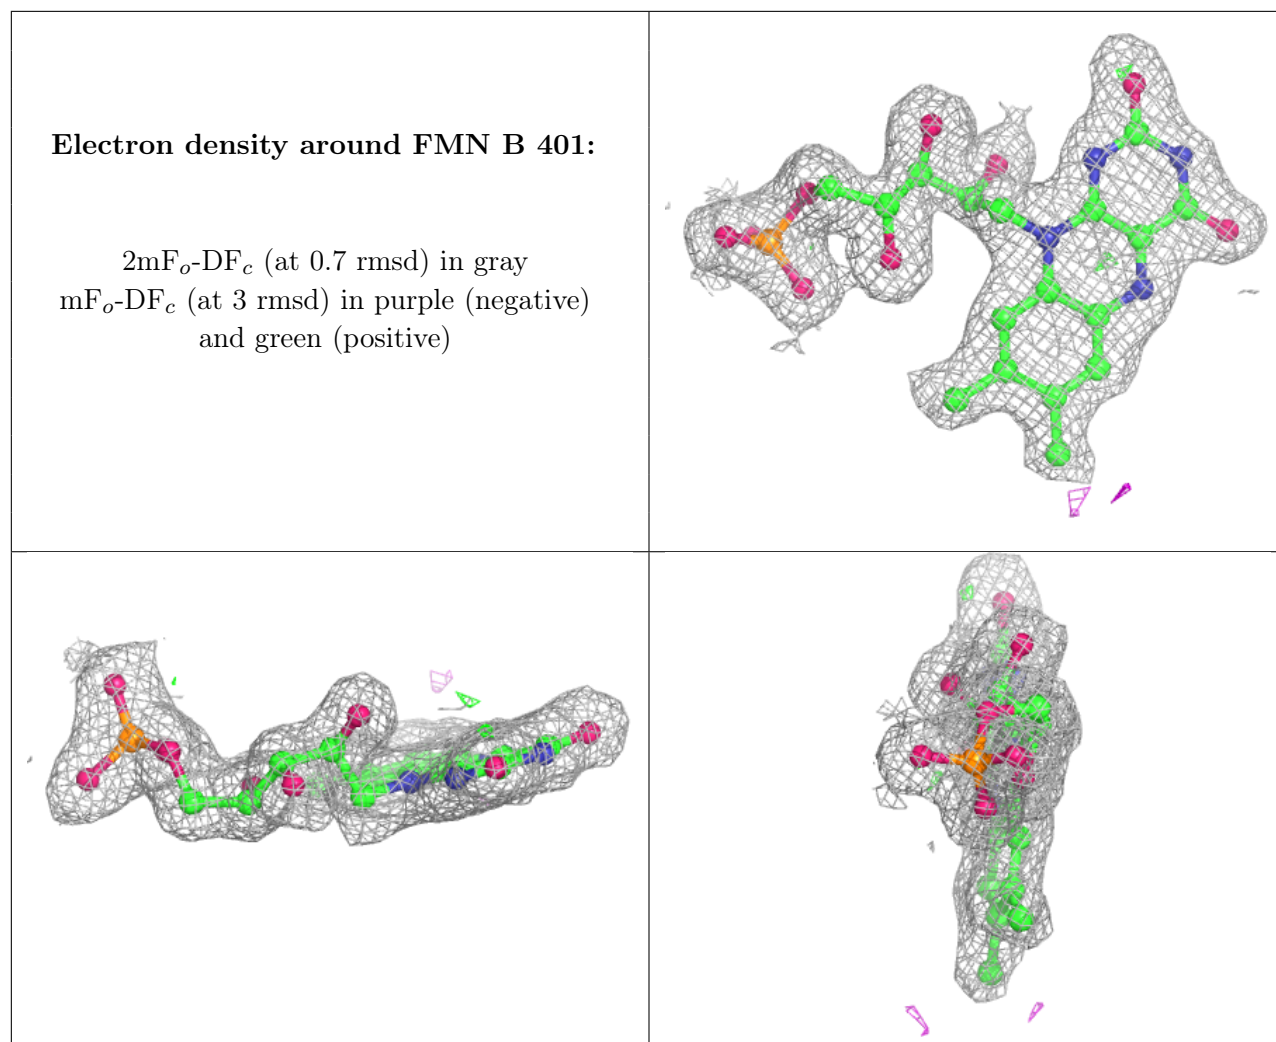 Electron density around FMN B 401:
2mFₒ-DF𝑐 (at 0.7 rmsd) in gray
mFₒ-DF𝑐 (at 3 rmsd) in purple (negative)
and green (positive)